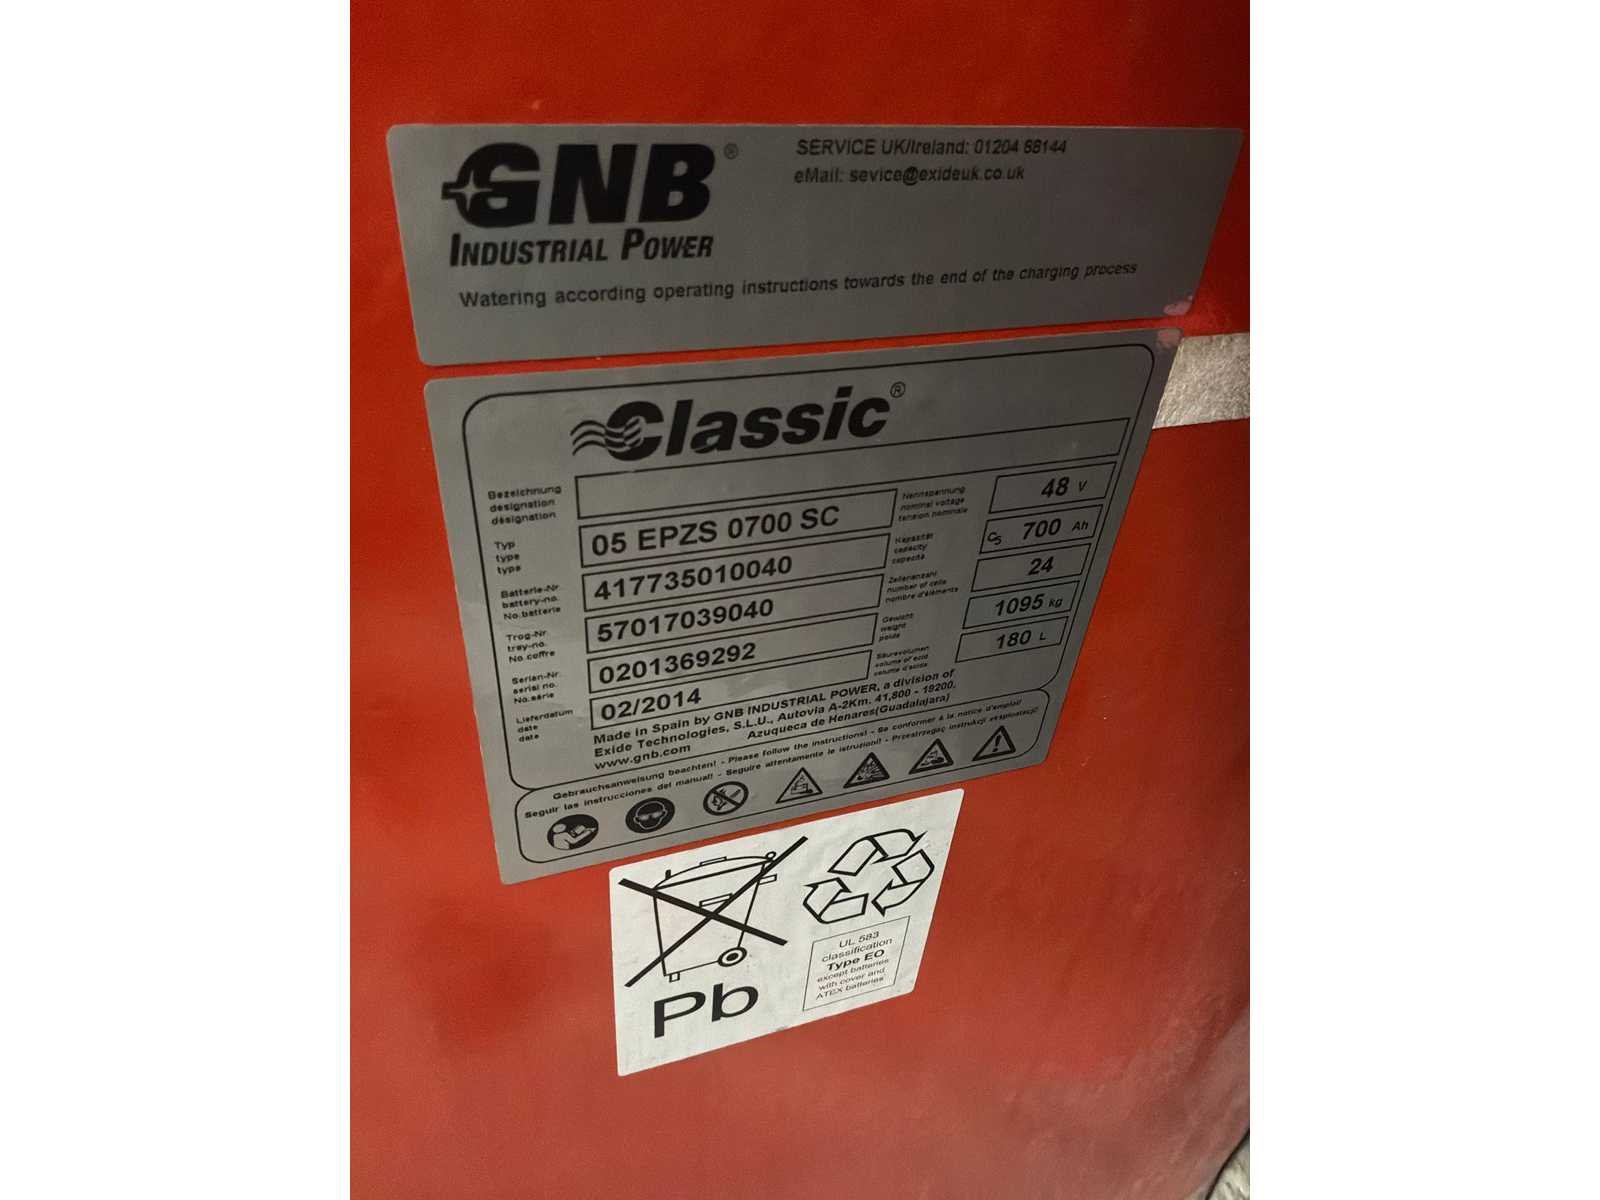 GNB®
INDUSTRIAL POWER
SERVICE UK/Ireland: 01204 68144
eMail: sevice@exideuk.co.uk
Watering according operating instructions towards the end of the charging process
Classic®
Bezeichnung
designation
désignation
Typ
type
type
05 EPZS 0700 SC
Batterie-Nr.
battery-no.
No.batterie
417735010040
Trog-Nr.
tray-no.
No.coffre
57017039040
Serien-Nr.
serial no.
No.série
0201369292
Lieferdatum
date
date
02/2014
Nennspannung
nominal voltage
tension nominale
48 V
Kapazität
capacity
capacité
C5 700 Ah
Zellenanzahl
number of cells
nombre d'éléments
24
Gewicht
weight
poids
1095 kg
Säurevolumen
volume of acid
volume d'acide
180 L
Made in Spain by GNB INDUSTRIAL POWER, a division of
Exide Technologies, S.L.U., Autovia A-2Km. 41,800 - 19200,
www.gnb.com Azuqueca de Henares(Guadalajara)
Gebrauchsanweisung beachten! - Please follow the instructions! - Se conformer à la notice d'emploi!
Seguir las instrucciones del manual! - Seguire attentamente le istruzioni! - Przestrzegać instrukcji eksploatacji
Pb
UL 583
classification
Type EO
except batteries
with cover and
ATEX batteries